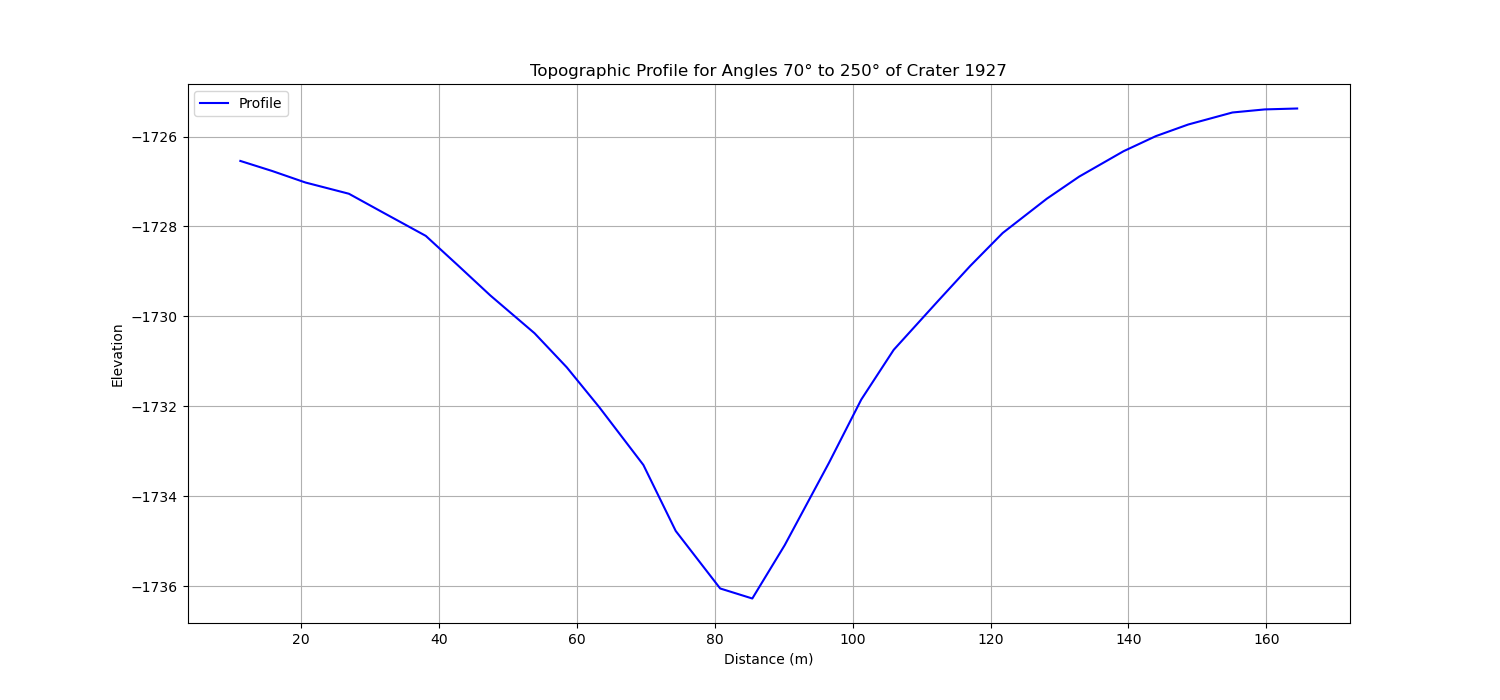 Topographic Profile for Angles 70° to 250° of Crater 1927
Profile
Elevation
−1726
−1728
−1730
−1732
−1734
−1736
20 40 60 80 100 120 140 160
Distance (m)